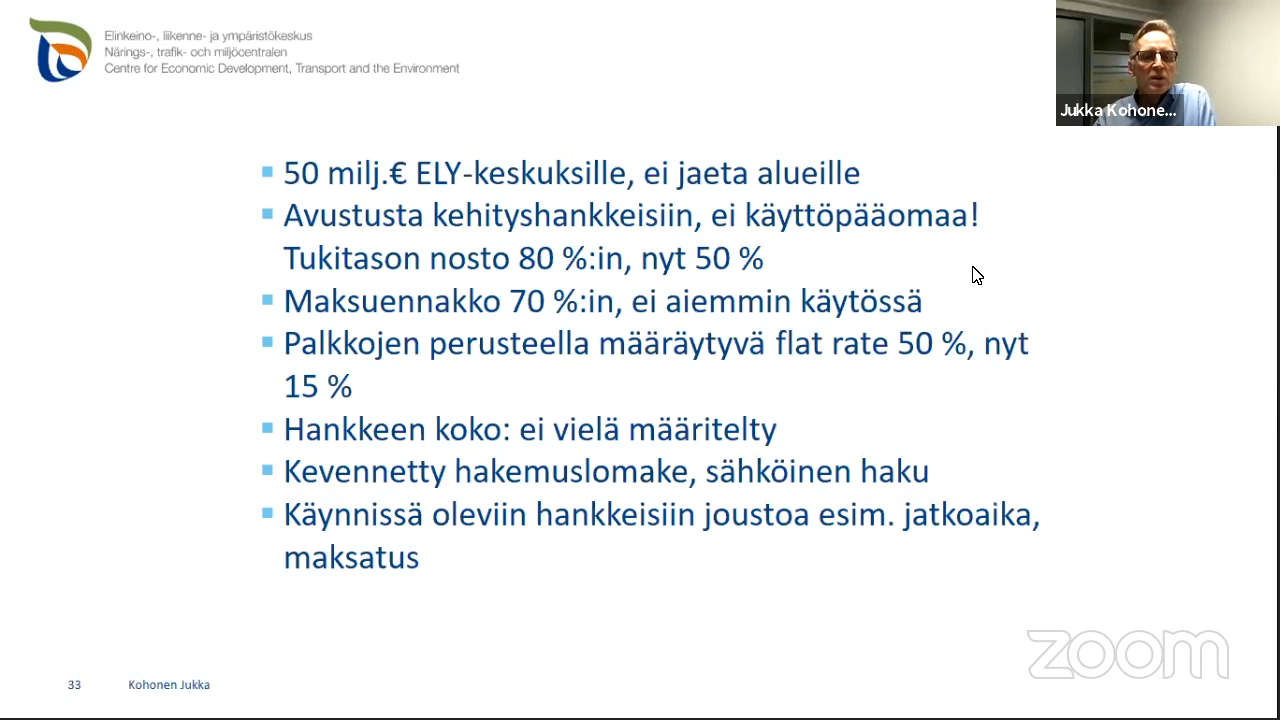 Elinkeino-, liikenne- ja ympäristökeskus
Närings-, trafik- och miljöcentralen
Centre for Economic Development, Transport and the Environment
Jukka Kohone...
50 milj.€ ELY-keskuksille, ei jaeta alueille
Avustusta kehityshankkeisiin, ei käyttöpääomaa!
Tukitason nosto 80 %:in, nyt 50 %
Maksuennakko 70 %:in, ei aiemmin käytössä
Palkkojen perusteella määräytyvä flat rate 50 %, nyt
15 %
Hankkeen koko: ei vielä määritelty
Kevennetty hakemuslomake, sähköinen haku
Käynnissä oleviin hankkeisiin joustoa esim. jatkoaika,
maksatus
zoom
33 Kohonen Jukka